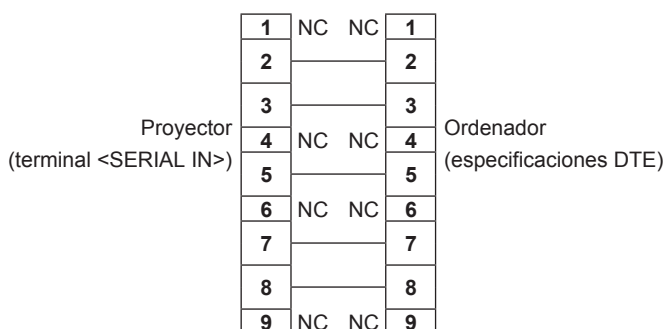 1 NC NC 1
2 2
3 3
Proyector
(terminal <SERIAL IN>)
4 NC NC 4
Ordenador
(especificaciones DTE)
5 5
6 NC NC 6
7 7
8 8
9 NC NC 9